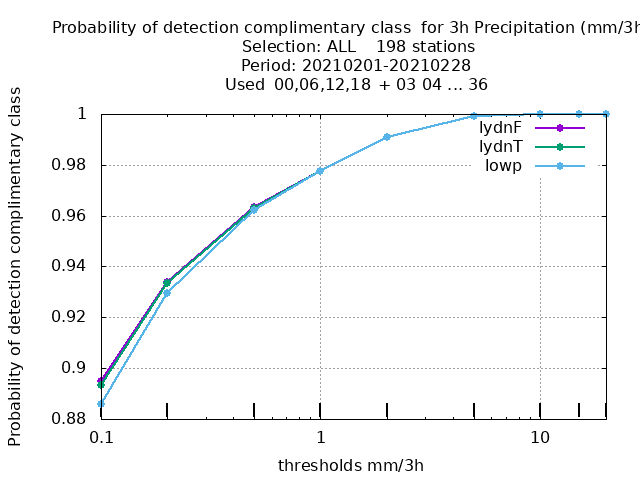 Probability of detection complimentary class  for 3h Precipitation (mm/3h
Selection: ALL    198 stations
Period: 20210201-20210228
Used  00,06,12,18 + 03 04 ... 36
Probability of detection complimentary class
1
0.98
0.96
0.94
0.92
0.9
0.88
lydnF
lydnT
lowp
0.1
1
10
thresholds mm/3h